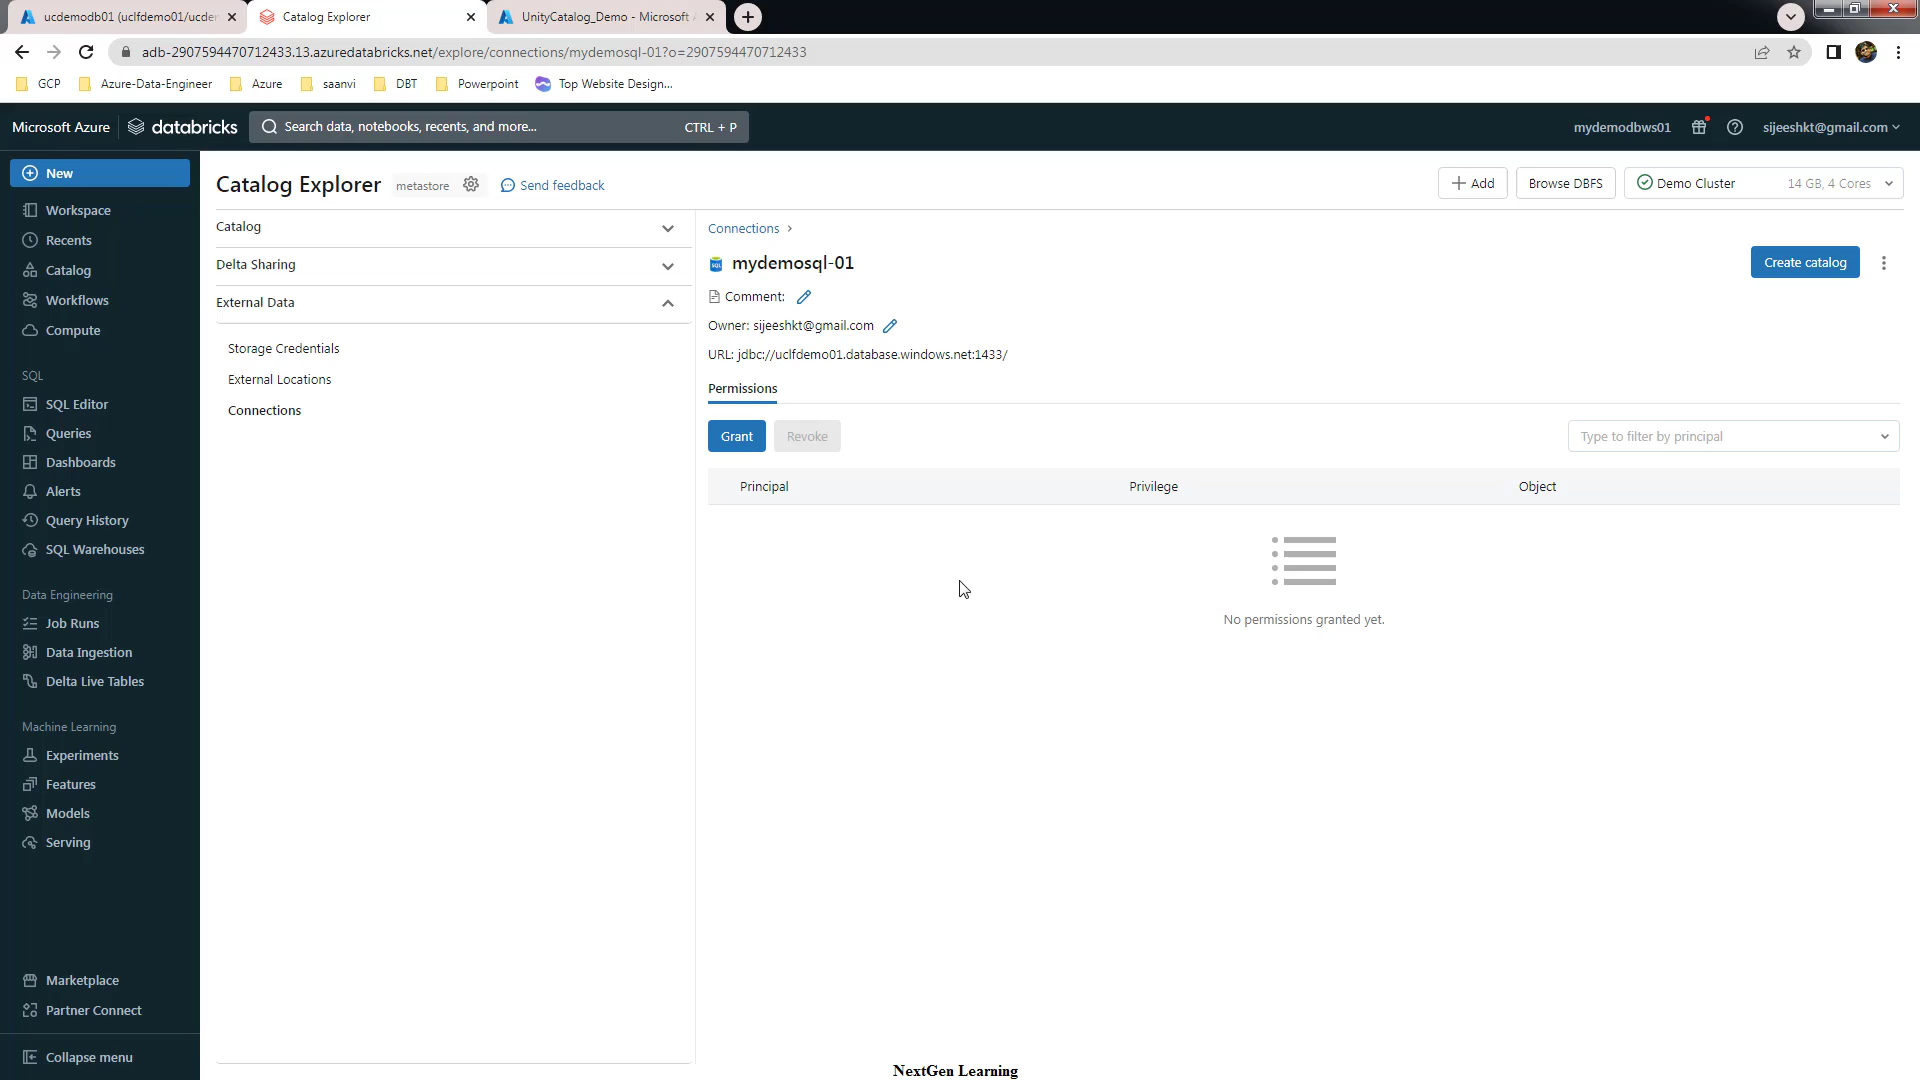 ucdemodb01 (uclfdemo01/ucder
Catalog Explorer
UnityCatalog_Demo - Microsoft
adb-2907594470712433.13.azuredatabricks.net/explore/connections/mydemosql-01?o=2907594470712433
GCP
Azure-Data-Engineer
Azure
saanvi
DBT
Powerpoint
Top Website Design...
Microsoft Azure
databricks
Search data, notebooks, recents, and more...
CTRL + P
mydemodbws01
sijeeshkt@gmail.com
New
Workspace
Recents
Catalog
Workflows
Compute
SQL
SQL Editor
Queries
Dashboards
Alerts
Query History
SQL Warehouses
Data Engineering
Job Runs
Data Ingestion
Delta Live Tables
Machine Learning
Experiments
Features
Models
Serving
Marketplace
Partner Connect
Collapse menu
Catalog Explorer
metastore
Send feedback
Add
Browse DBFS
Demo Cluster
14 GB, 4 Cores
Catalog
Delta Sharing
External Data
Storage Credentials
External Locations
Connections
Connections
SQL
mydemosql-01
Create catalog
Comment:
Owner: sijeeshkt@gmail.com
URL: jdbc://uclfdemo01.database.windows.net:1433/
Permissions
Grant
Revoke
Type to filter by principal
Principal
Privilege
Object
No permissions granted yet.
NextGen Learning